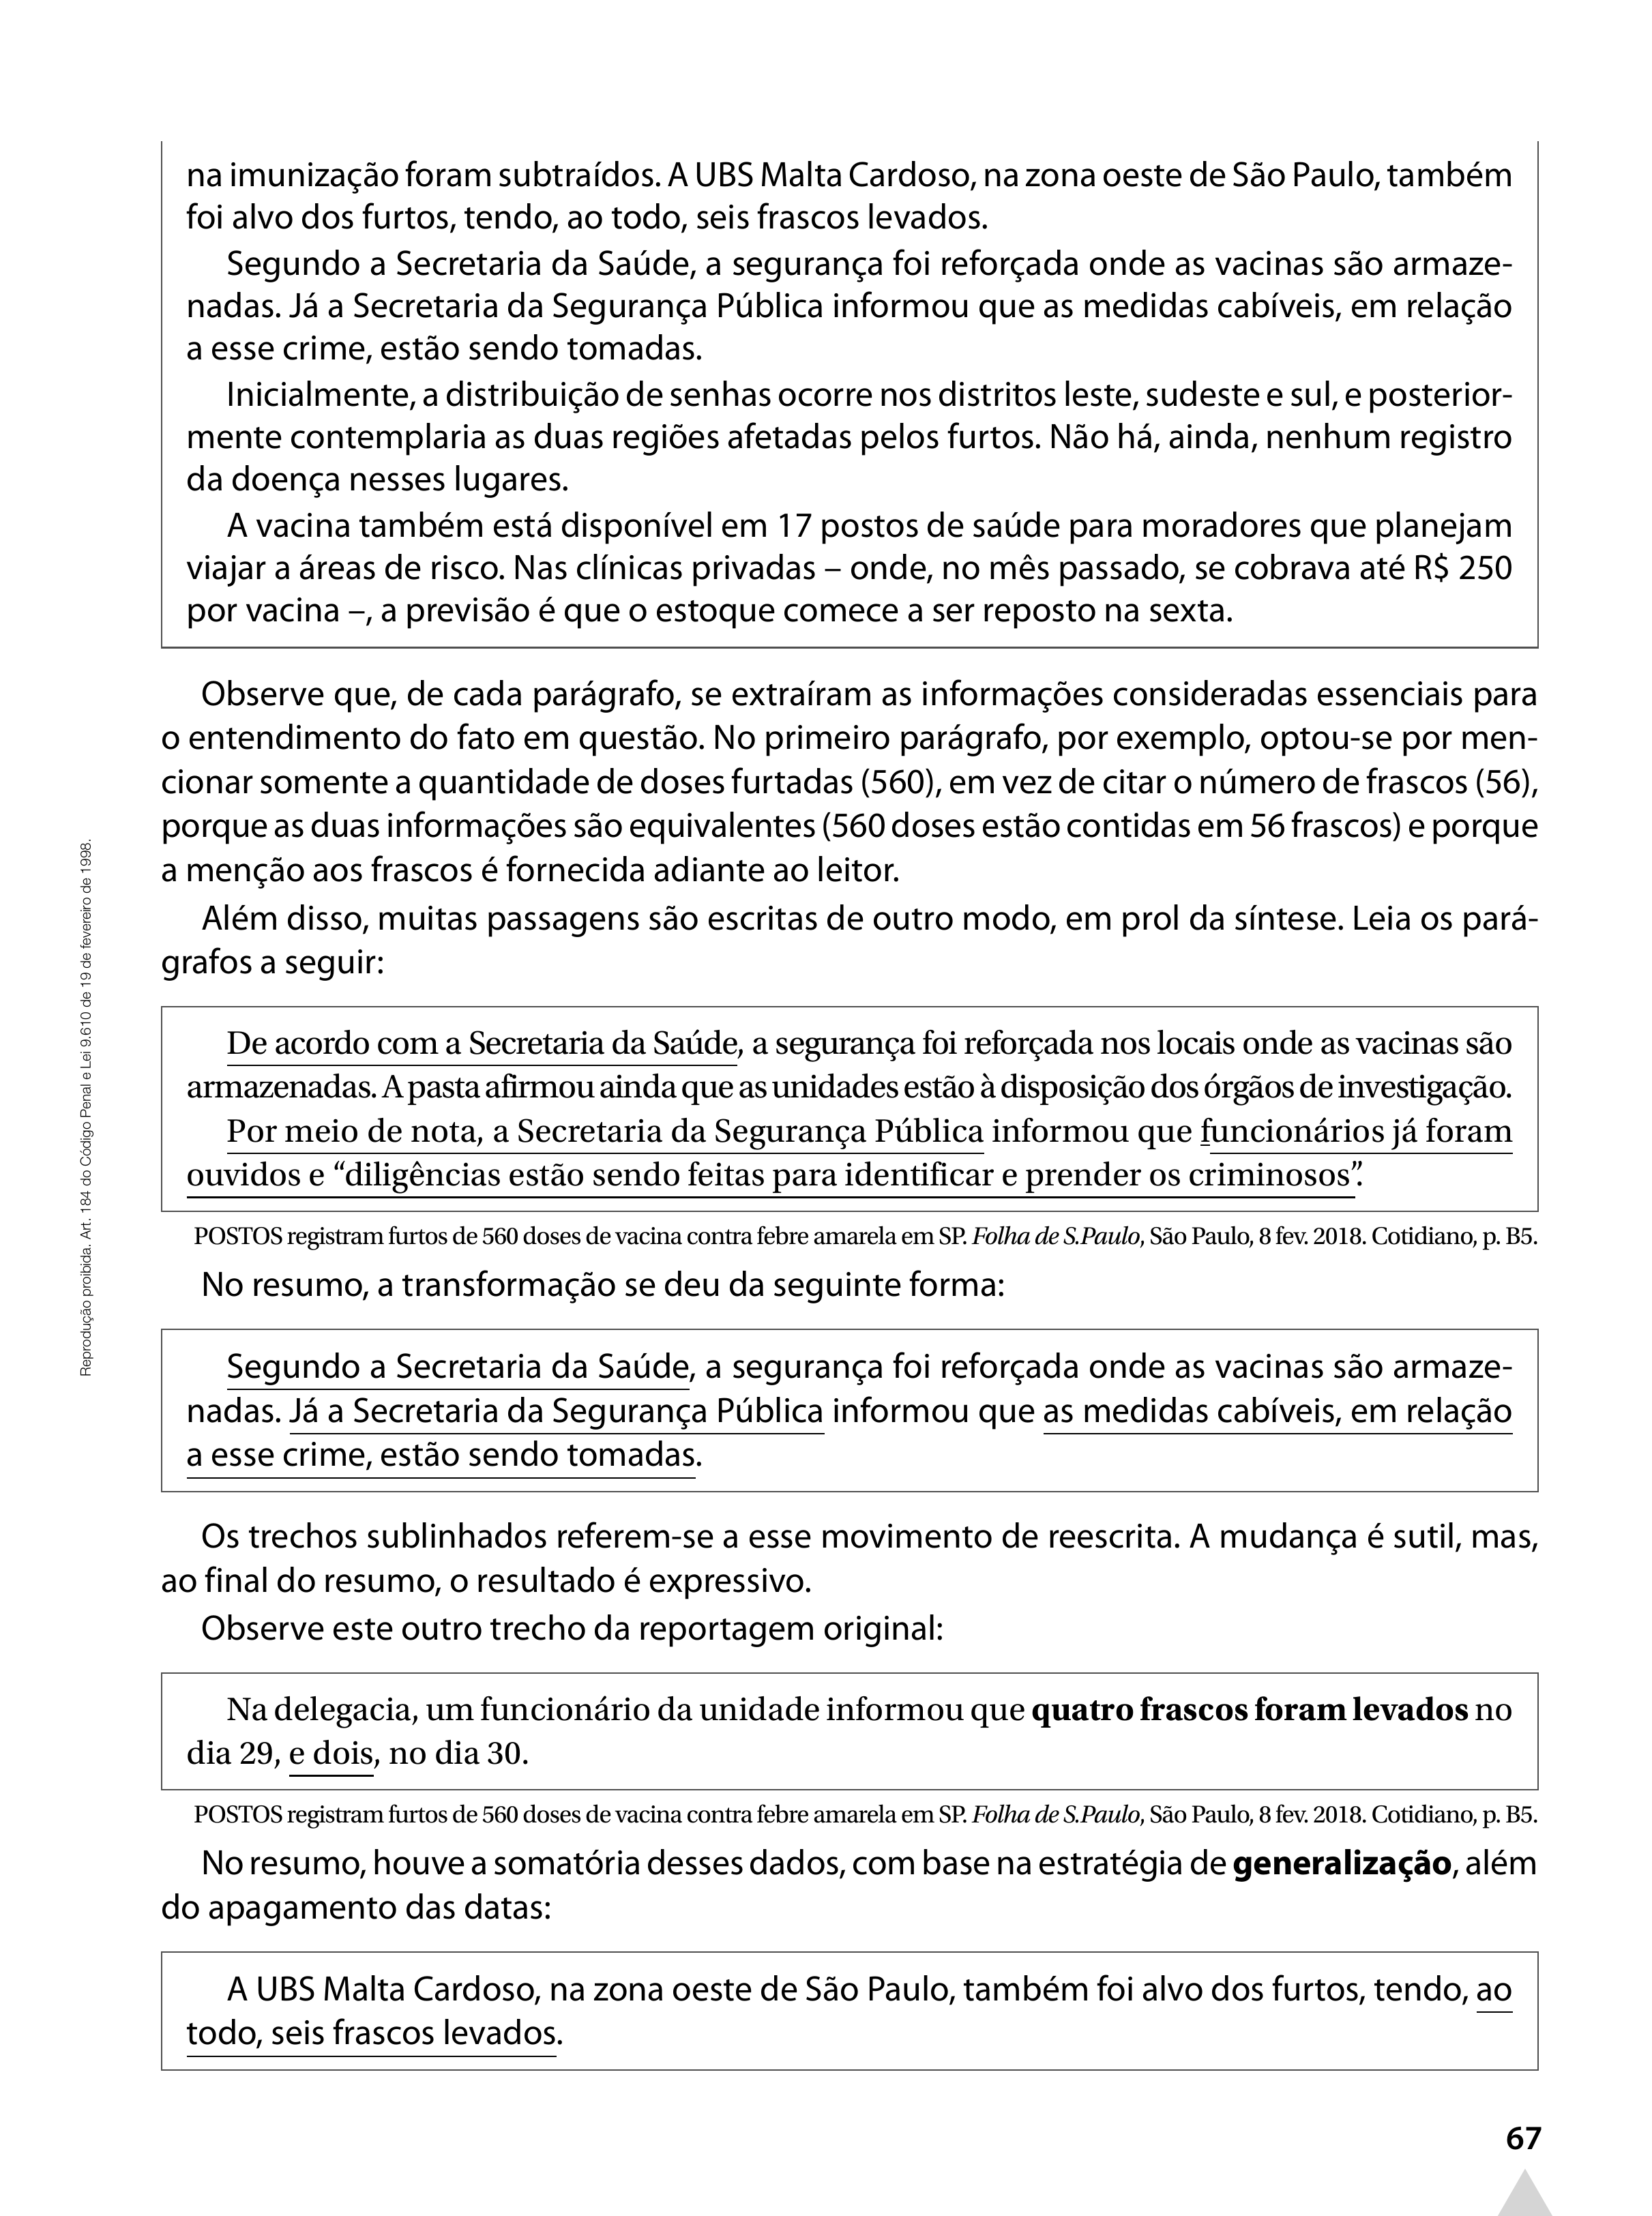 na imunização foram subtraídos. A UBS Malta Cardoso, na zona oeste de São Paulo, também
foi alvo dos furtos, tendo, ao todo, seis frascos levados.
Segundo a Secretaria da Saúde, a segurança foi reforçada onde as vacinas são armaze-
nadas. Já a Secretaria da Segurança Pública informou que as medidas cabíveis, em relação
a esse crime, estão sendo tomadas.
Inicialmente, a distribuição de senhas ocorre nos distritos leste, sudeste e sul, e posterior-
mente contemplaria as duas regiões afetadas pelos furtos. Não há, ainda, nenhum registro
da doença nesses lugares.
A vacina também está disponível em 17 postos de saúde para moradores que planejam
viajar a áreas de risco. Nas clínicas privadas – onde, no mês passado, se cobrava até R$ 250
por vacina –, a previsão é que o estoque comece a ser reposto na sexta.
Observe que, de cada parágrafo, se extraíram as informações consideradas essenciais para
o entendimento do fato em questão. No primeiro parágrafo, por exemplo, optou-se por men-
cionar somente a quantidade de doses furtadas (560), em vez de citar o número de frascos (56),
porque as duas informações são equivalentes (560 doses estão contidas em 56 frascos) e porque
a menção aos frascos é fornecida adiante ao leitor.
Além disso, muitas passagens são escritas de outro modo, em prol da síntese. Leia os pará-
grafos a seguir:
De acordo com a Secretaria da Saúde, a segurança foi reforçada nos locais onde as vacinas são
armazenadas. A pasta afirmou ainda que as unidades estão à disposição dos órgãos de investigação.
Por meio de nota, a Secretaria da Segurança Pública informou que funcionários já foram
ouvidos e “diligências estão sendo feitas para identificar e prender os criminosos”.
POSTOS registram furtos de 560 doses de vacina contra febre amarela em SP. Folha de S.Paulo, São Paulo, 8 fev. 2018. Cotidiano, p. B5.
No resumo, a transformação se deu da seguinte forma:
Segundo a Secretaria da Saúde, a segurança foi reforçada onde as vacinas são armaze-
nadas. Já a Secretaria da Segurança Pública informou que as medidas cabíveis, em relação
a esse crime, estão sendo tomadas.
Os trechos sublinhados referem-se a esse movimento de reescrita. A mudança é sutil, mas,
ao final do resumo, o resultado é expressivo.
Observe este outro trecho da reportagem original:
Na delegacia, um funcionário da unidade informou que quatro frascos foram levados no
dia 29, e dois, no dia 30.
POSTOS registram furtos de 560 doses de vacina contra febre amarela em SP. Folha de S.Paulo, São Paulo, 8 fev. 2018. Cotidiano, p. B5.
No resumo, houve a somatória desses dados, com base na estratégia de generalização, além
do apagamento das datas:
A UBS Malta Cardoso, na zona oeste de São Paulo, também foi alvo dos furtos, tendo, ao
todo, seis frascos levados.
Reprodução proibida. Art. 184 do Código Penal e Lei 9.610 de 19 de fevereiro de 1998.
67